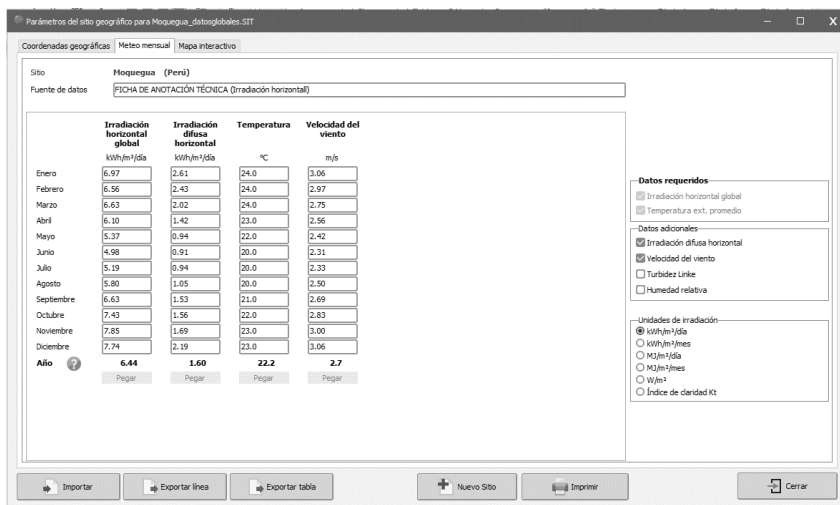 Parámetros del sitio geográfico para Moquegua_datosglobales.SIT
Coordenadas geográficas Meteo mensual Mapa interactivo
Sitio Moquegua (Perú)
Fuente de datos FICHA DE ANOTACIÓN TÉCNICA (Irradiación horizontall)
Irradiación horizontal global Irradiación difusa horizontal Temperatura Velocidad del viento
kWh/m²/día kWh/m²/día °C m/s
Enero 6.97 2.61 24.0 3.06
Febrero 6.56 2.43 24.0 2.97
Marzo 6.63 2.02 24.0 2.75
Abril 6.10 1.42 23.0 2.56
Mayo 5.37 0.94 22.0 2.42
Junio 4.98 0.91 20.0 2.31
Julio 5.19 0.94 20.0 2.33
Agosto 5.80 1.05 20.0 2.50
Septiembre 6.63 1.53 21.0 2.69
Octubre 7.43 1.56 22.0 2.83
Noviembre 7.85 1.69 23.0 3.00
Diciembre 7.74 2.19 23.0 3.06
Año ? 6.44 1.60 22.2 2.7
Pegar Pegar Pegar Pegar
Datos requeridos
Irradiación horizontal global
Temperatura ext. promedio
Datos adicionales
Irradiación difusa horizontal
Velocidad del viento
Turbidez Linke
Humedad relativa
Unidades de irradiación
kWh/m²/día
kWh/m²/mes
MJ/m²/día
MJ/m²/mes
W/m²
Índice de claridad Kt
Importar Exportar línea Exportar tabla Nuevo Sitio Imprimir Cerrar